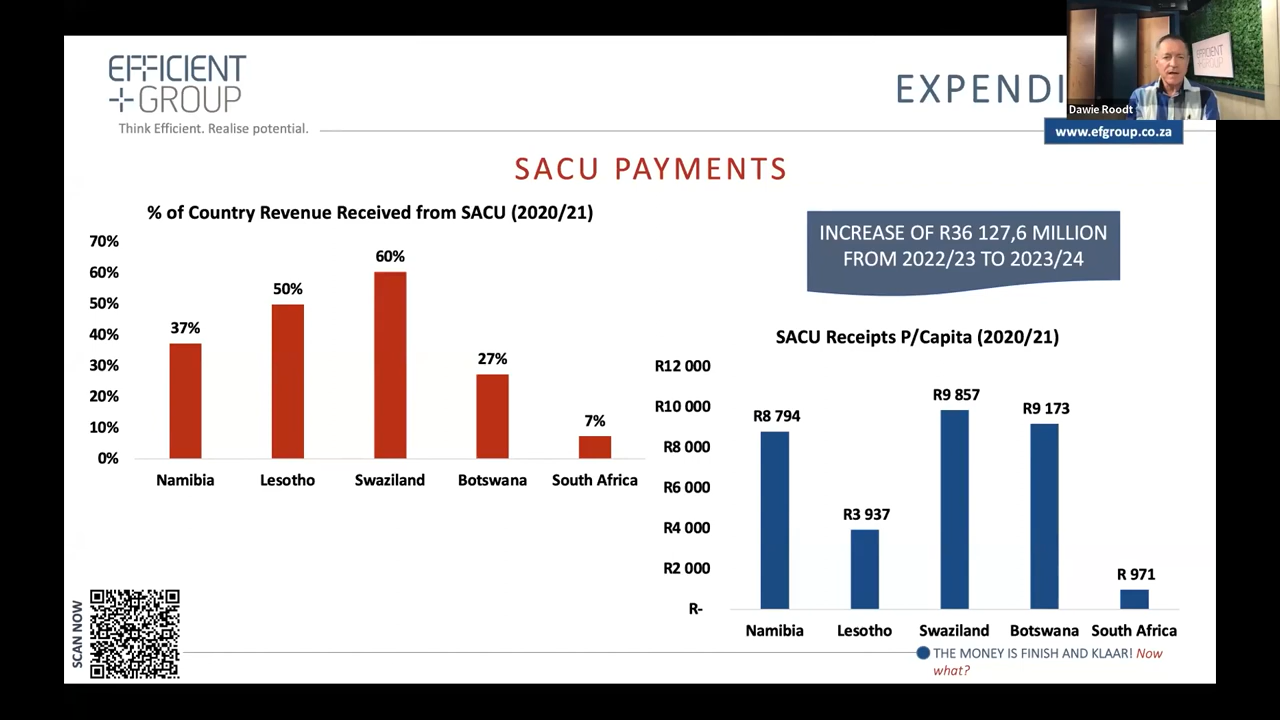 EFFICIENT
+GROUP
Think Efficient. Realise potential.
EXPENDI
Dawie Roodt
EFFICIENT
GROUP
www.efgroup.co.za
SACU PAYMENTS
% of Country Revenue Received from SACU (2020/21)
70%
60%
50%
40%
30%
20%
10%
0%
37%
50%
60%
27%
7%
Namibia
Lesotho
Swaziland
Botswana
South Africa
INCREASE OF R36 127,6 MILLION
FROM 2022/23 TO 2023/24
SACU Receipts P/Capita (2020/21)
R12 000
R10 000
R8 000
R6 000
R4 000
R2 000
R-
R8 794
R3 937
R9 857
R9 173
R 971
Namibia
Lesotho
Swaziland
Botswana
South Africa
SCAN NOW
THE MONEY IS FINISH AND KLAAR! Now
what?